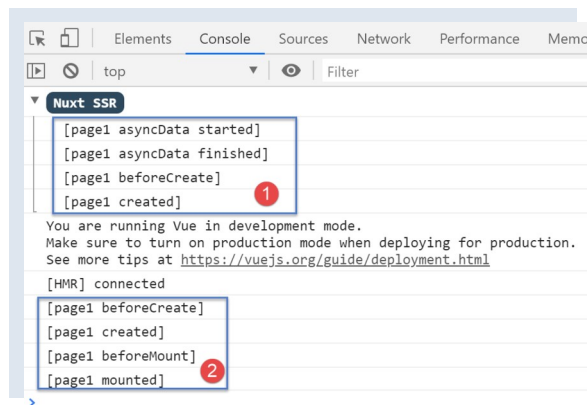 Elements Console Sources Network Performance Memo
top Filter
Nuxt SSR
[page1 asyncData started]
[page1 asyncData finished]
[page1 beforeCreate]
[page1 created]
1
You are running Vue in development mode.
Make sure to turn on production mode when deploying for production.
See more tips at https://vuejs.org/guide/deployment.html
[HMR] connected
[page1 beforeCreate]
[page1 created]
[page1 beforeMount]
[page1 mounted]
2